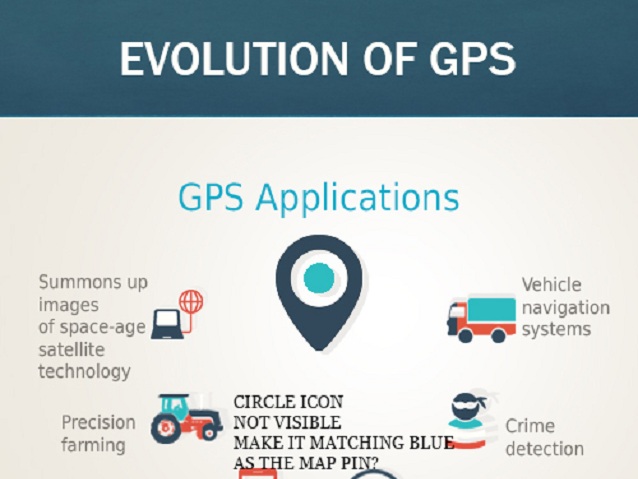 EVOLUTION OF GPS
GPS Applications
Summons up
images
of space-age
satellite
technology
Vehicle
navigation
systems
Precision
farming
CIRCLE ICON
NOT VISIBLE
MAKE IT MATCHING BLUE
AS THE MAP PIN?
Crime
detection